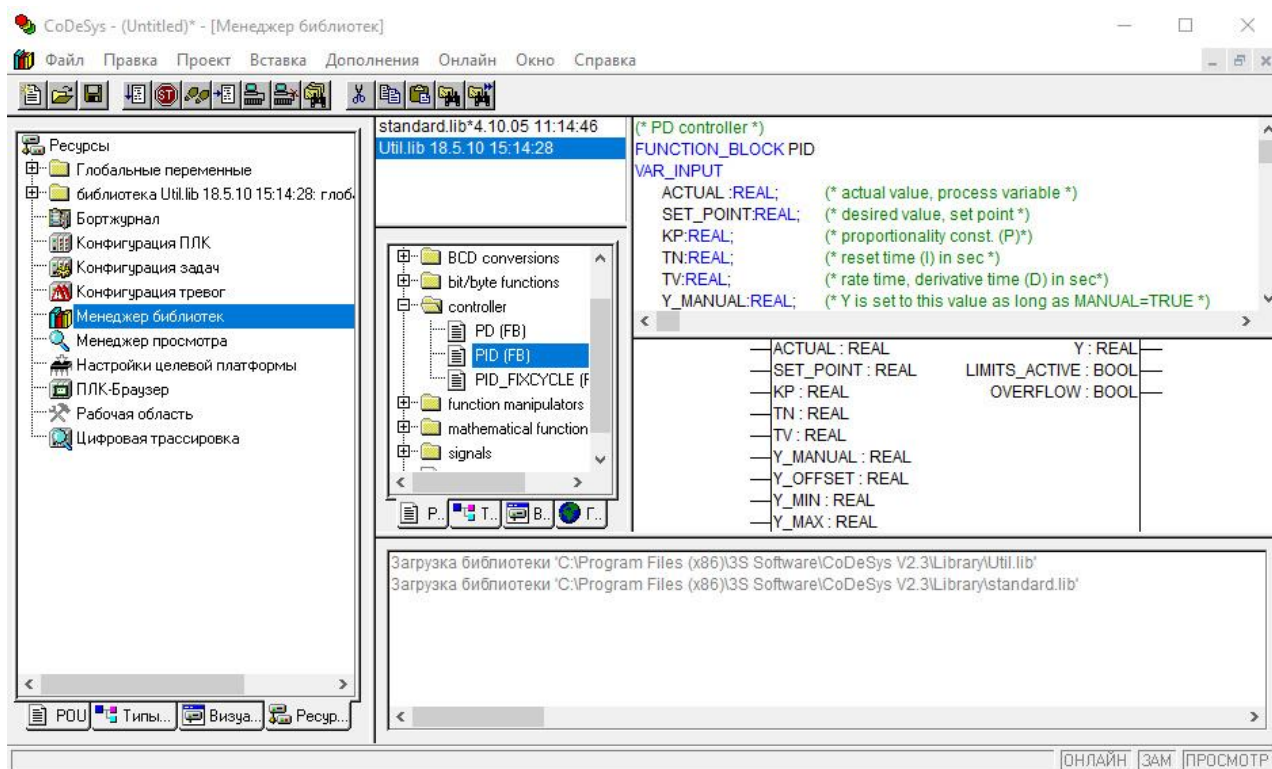 CoDeSys - (Untitled)* - [Менеджер библиотек]
Файл Правка Проект Вставка Дополнения Онлайн Окно Справка
Ресурсы
Глобальные переменные
библиотека Util.lib 18.5.10 15:14:28: глоб
Бортжурнал
Конфигурация ПЛК
Конфигурация задач
Конфигурация тревог
Менеджер библиотек
Менеджер просмотра
Настройки целевой платформы
ПЛК-Браузер
Рабочая область
Цифровая трассировка
POU Типы... Визуа... Ресур...
standard.lib*4.10.05 11:14:46
Util.lib 18.5.10 15:14:28
BCD conversions
bit/byte functions
controller
PD (FB)
PID (FB)
PID_FIXCYCLE (F
function manipulators
mathematical function
signals
Р.. Т.. В.. Г..
(* PD controller *)
FUNCTION_BLOCK PID
VAR_INPUT
ACTUAL :REAL; (* actual value, process variable *)
SET_POINT:REAL; (* desired value, set point *)
KP:REAL; (* proportionality const. (P)*)
TN:REAL; (* reset time (I) in sec *)
TV:REAL; (* rate time, derivative time (D) in sec*)
Y_MANUAL:REAL; (* Y is set to this value as long as MANUAL=TRUE *)
ACTUAL : REAL Y : REAL
SET_POINT : REAL LIMITS_ACTIVE : BOOL
KP : REAL OVERFLOW : BOOL
TN : REAL
TV : REAL
Y_MANUAL : REAL
Y_OFFSET : REAL
Y_MIN : REAL
Y_MAX : REAL
Загрузка библиотеки 'C:\Program Files (x86)\3S Software\CoDeSys V2.3\Library\Util.lib'
Загрузка библиотеки 'C:\Program Files (x86)\3S Software\CoDeSys V2.3\Library\standard.lib'
ОНЛАЙН ЗАМ ПРОСМОТР